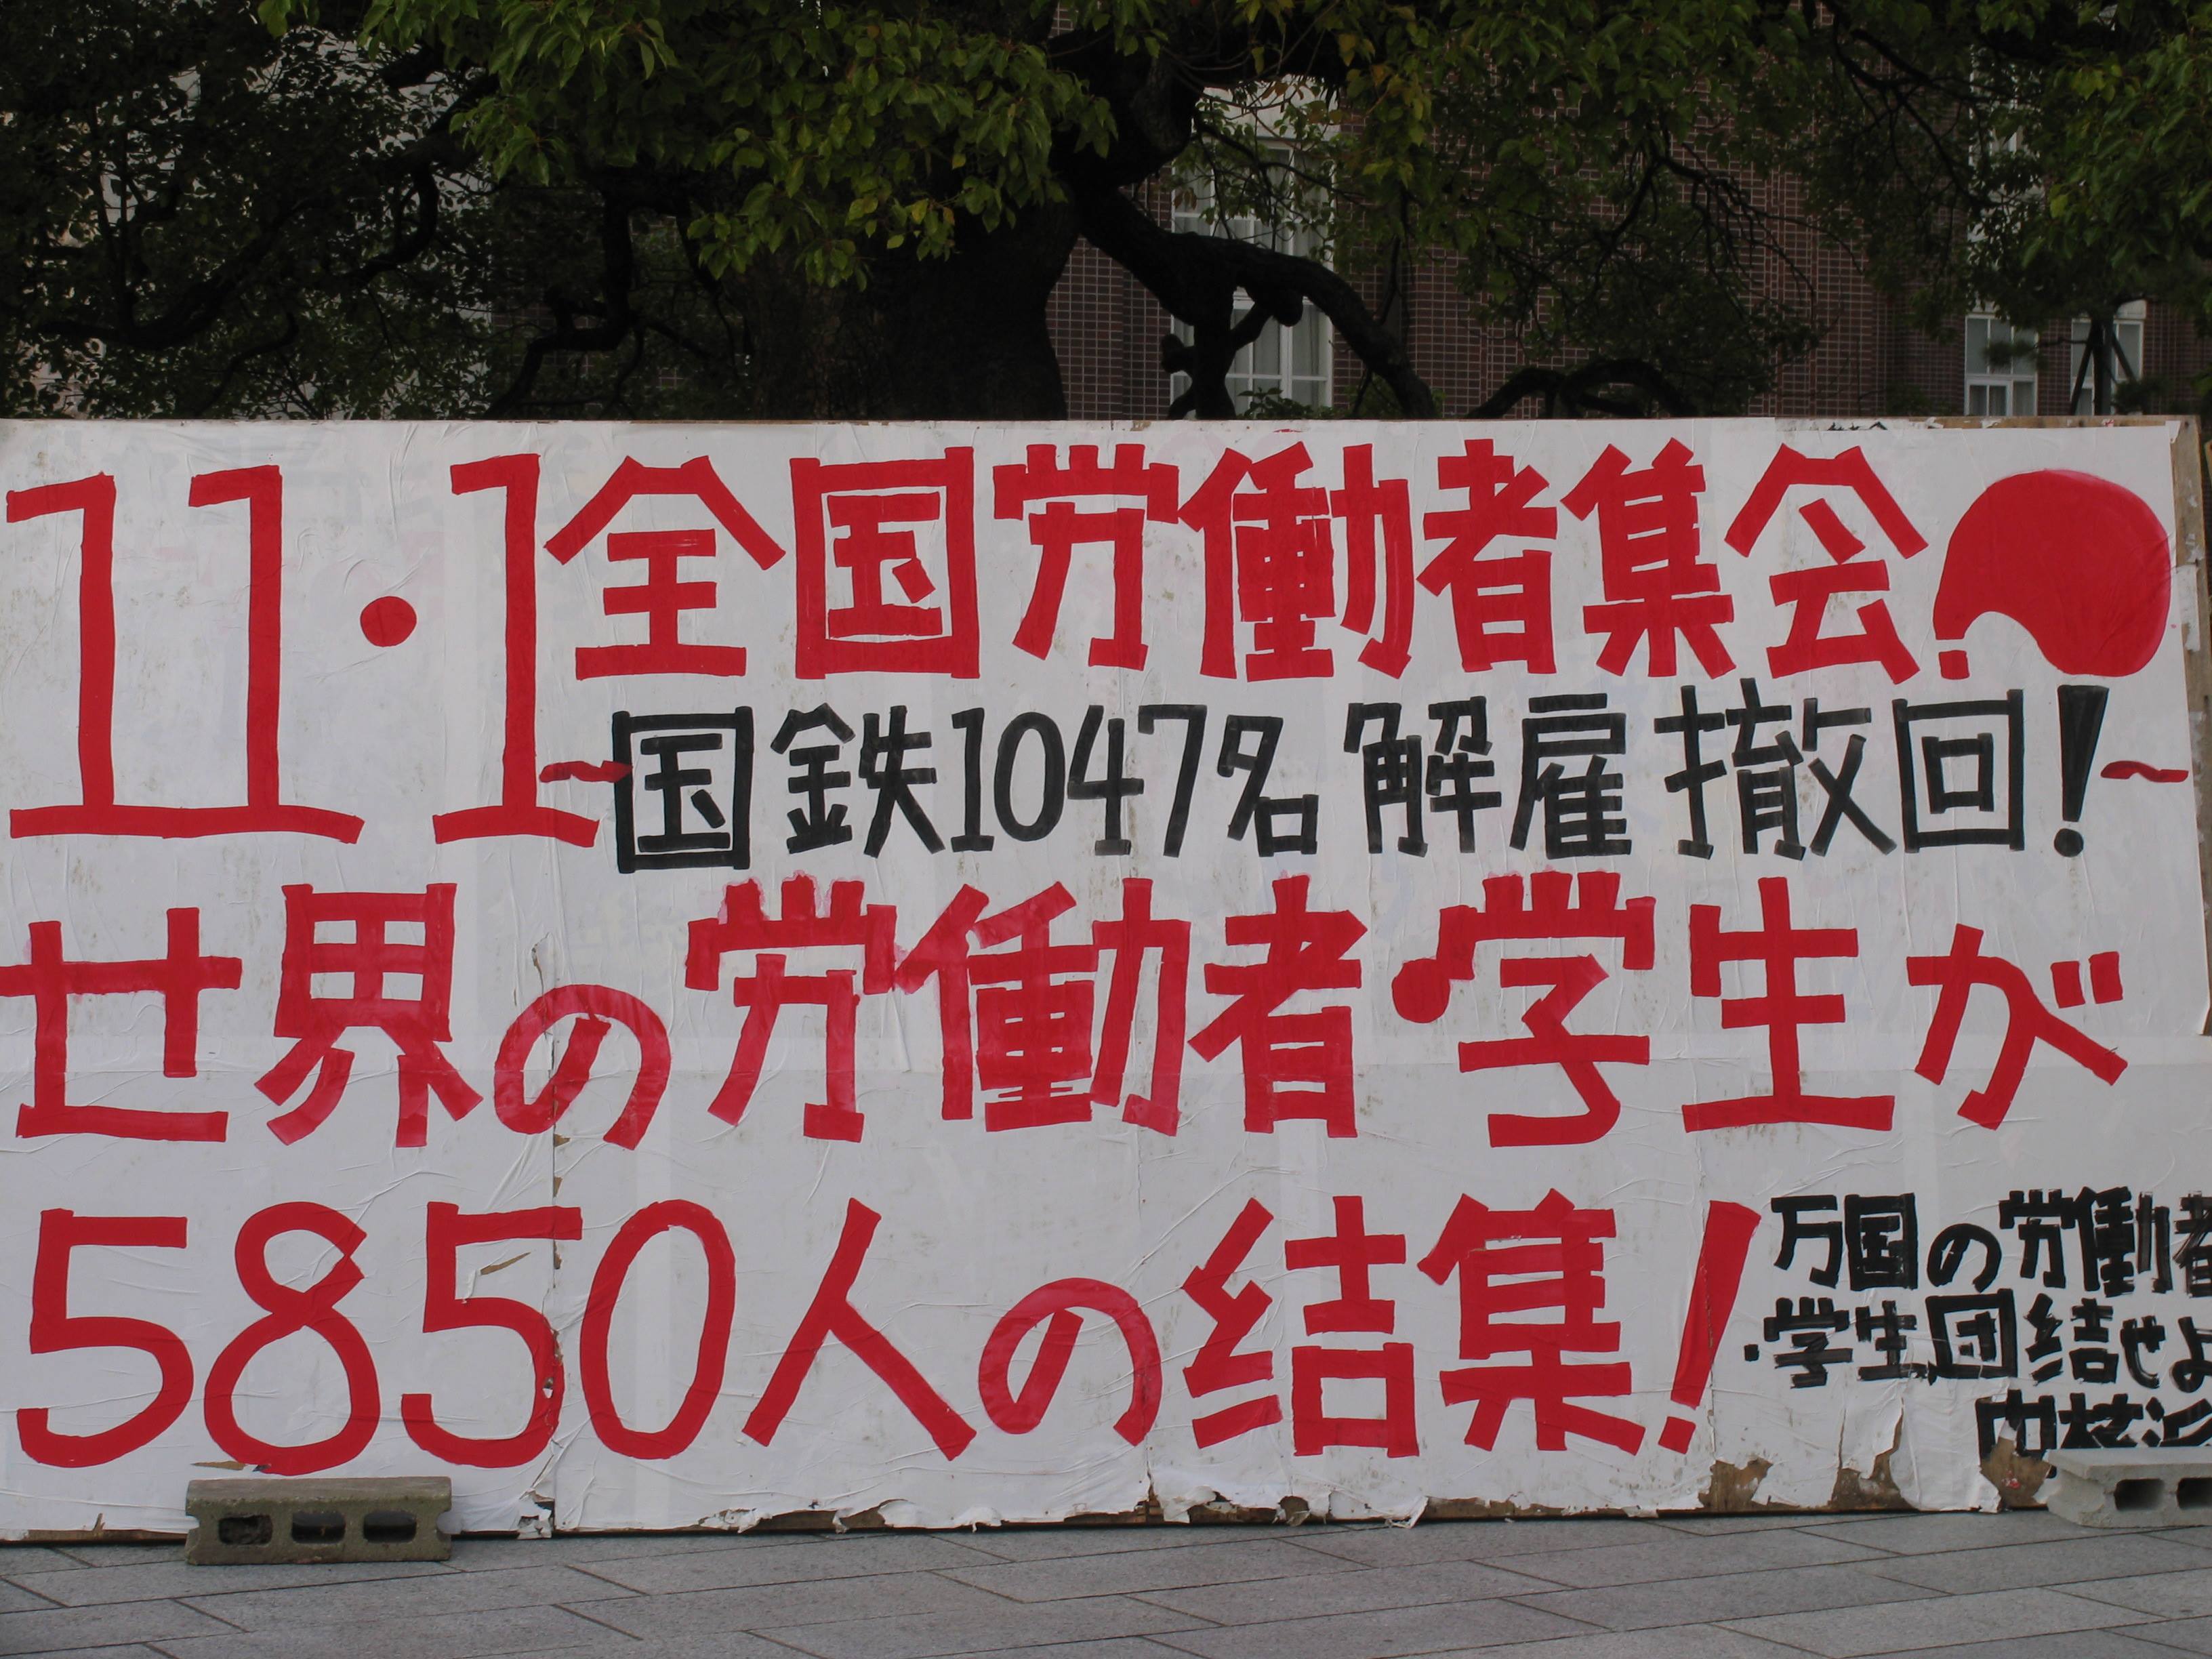 11・1全国労働者集会
~国鉄1047名解雇撤回!~
世界の労働者・学生が
5850人の結集!
万国の労働者
・学生団結せよ